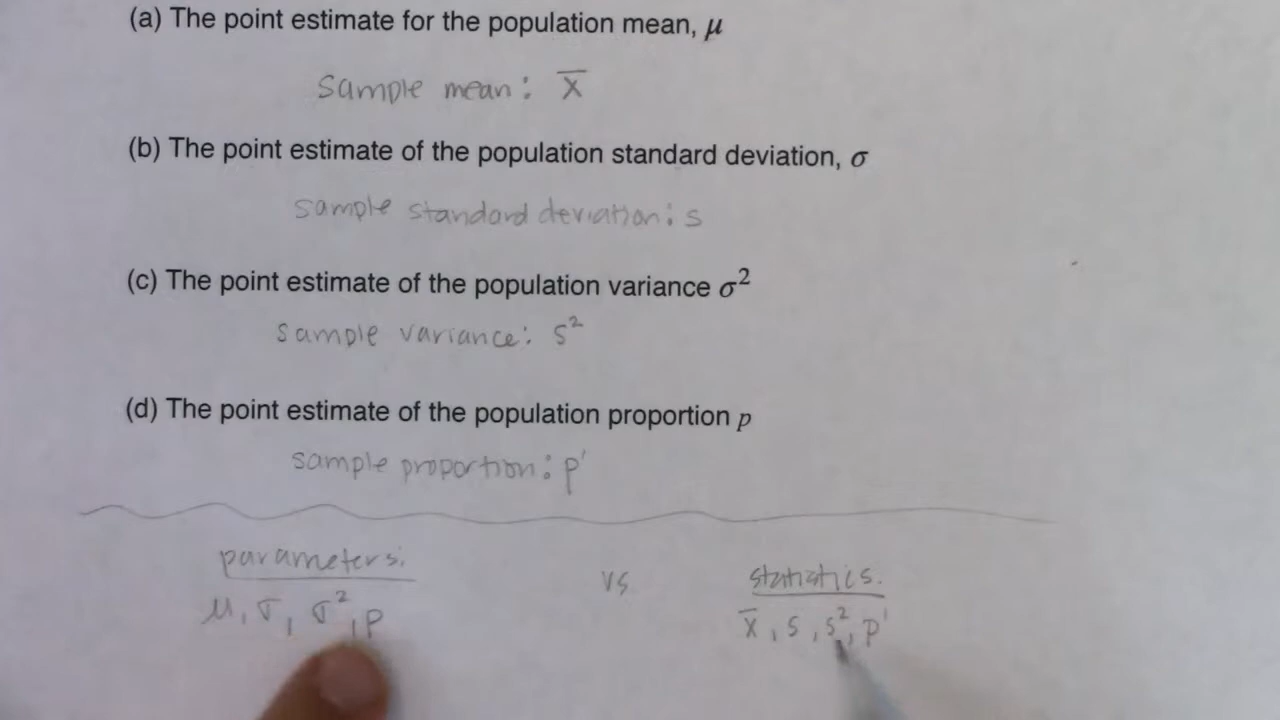 (a) The point estimate for the population mean, μ
sample mean: x̅
(b) The point estimate of the population standard deviation, σ
sample standard deviation: s
(c) The point estimate of the population variance σ²
sample variance: s²
(d) The point estimate of the population proportion p
sample proportion: p'
parameters: vs statistics.
μ, σ, σ², p x̅, s, s², p'